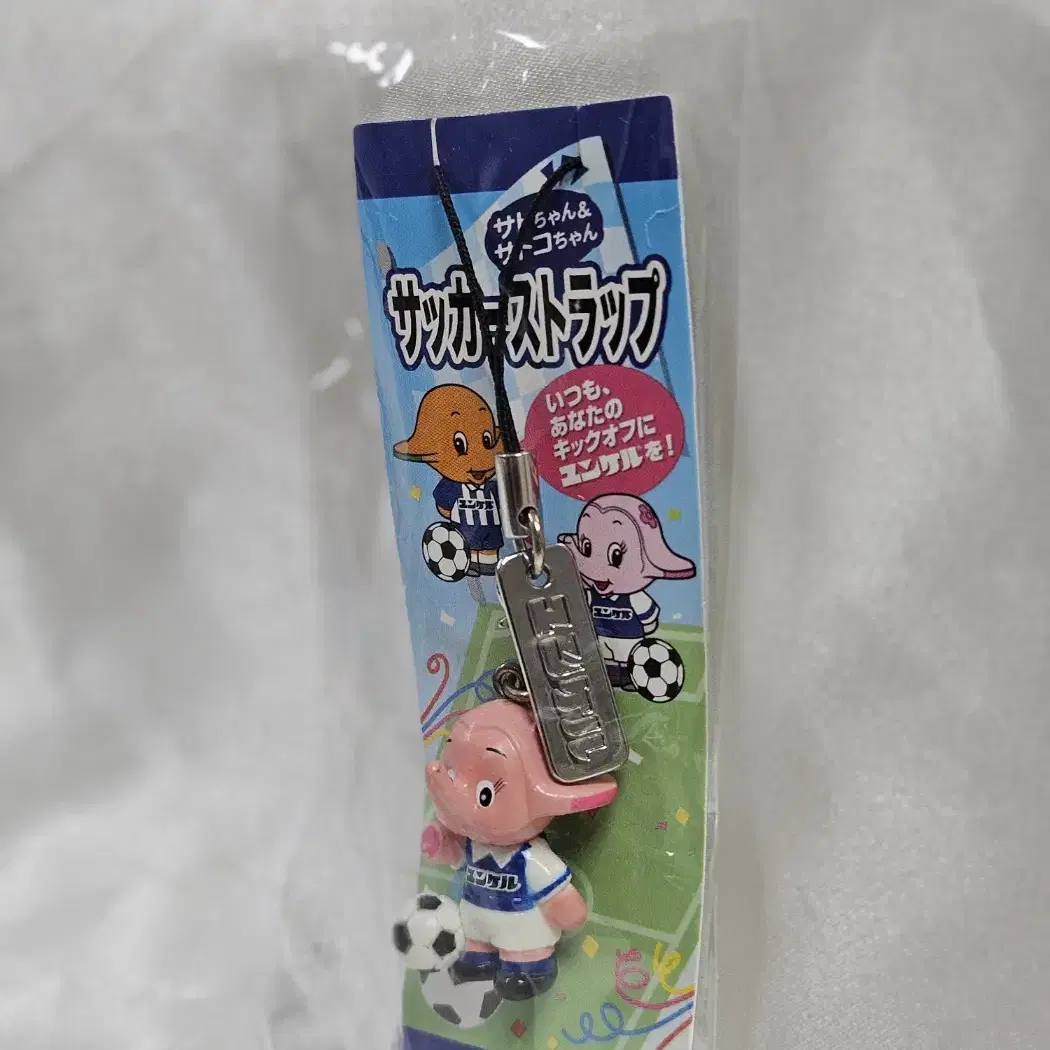 サトちゃん&
サトコちゃん
サッカーストラップ
いつも、
あなたの
キックオフに
ユンケルを!
ユンケル
ユンケル
ユンケル
ユンケル